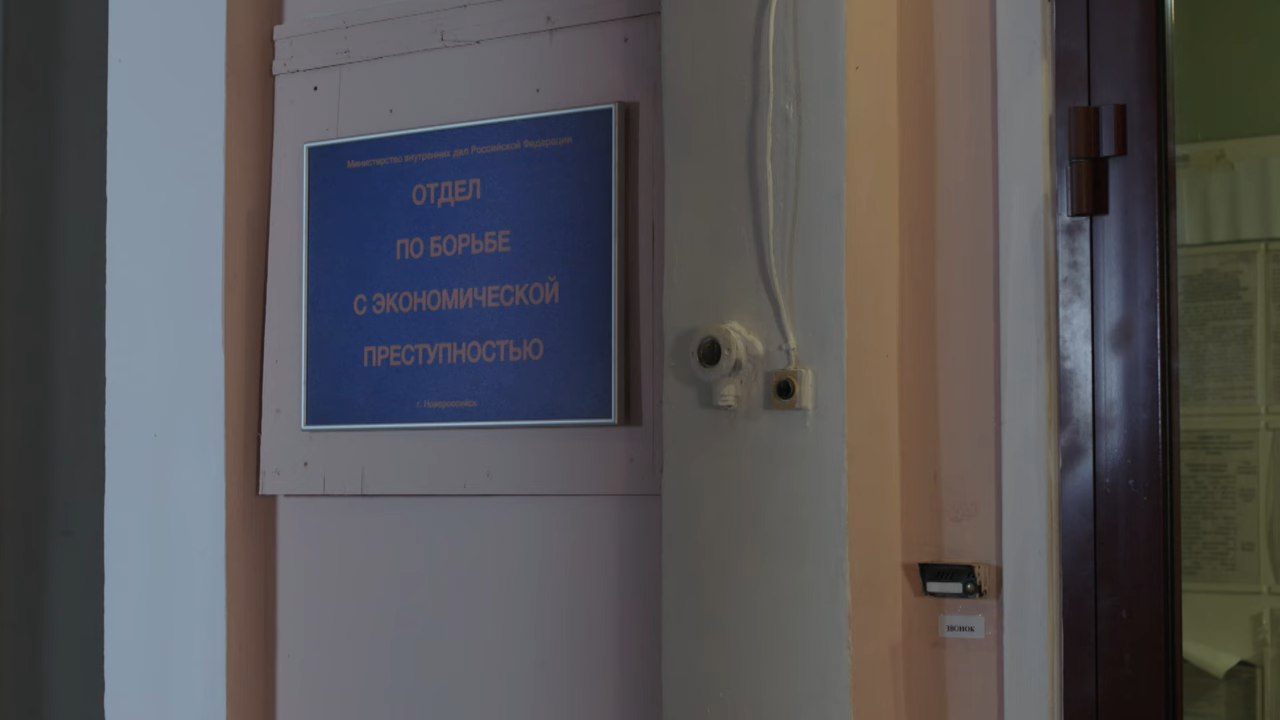 Министерство внутренних дел Российской Федерации
ОТДЕЛ
ПО БОРЬБЕ
С ЭКОНОМИЧЕСКОЙ
ПРЕСТУПНОСТЬЮ
г. Новороссийск
ЗВОНОК